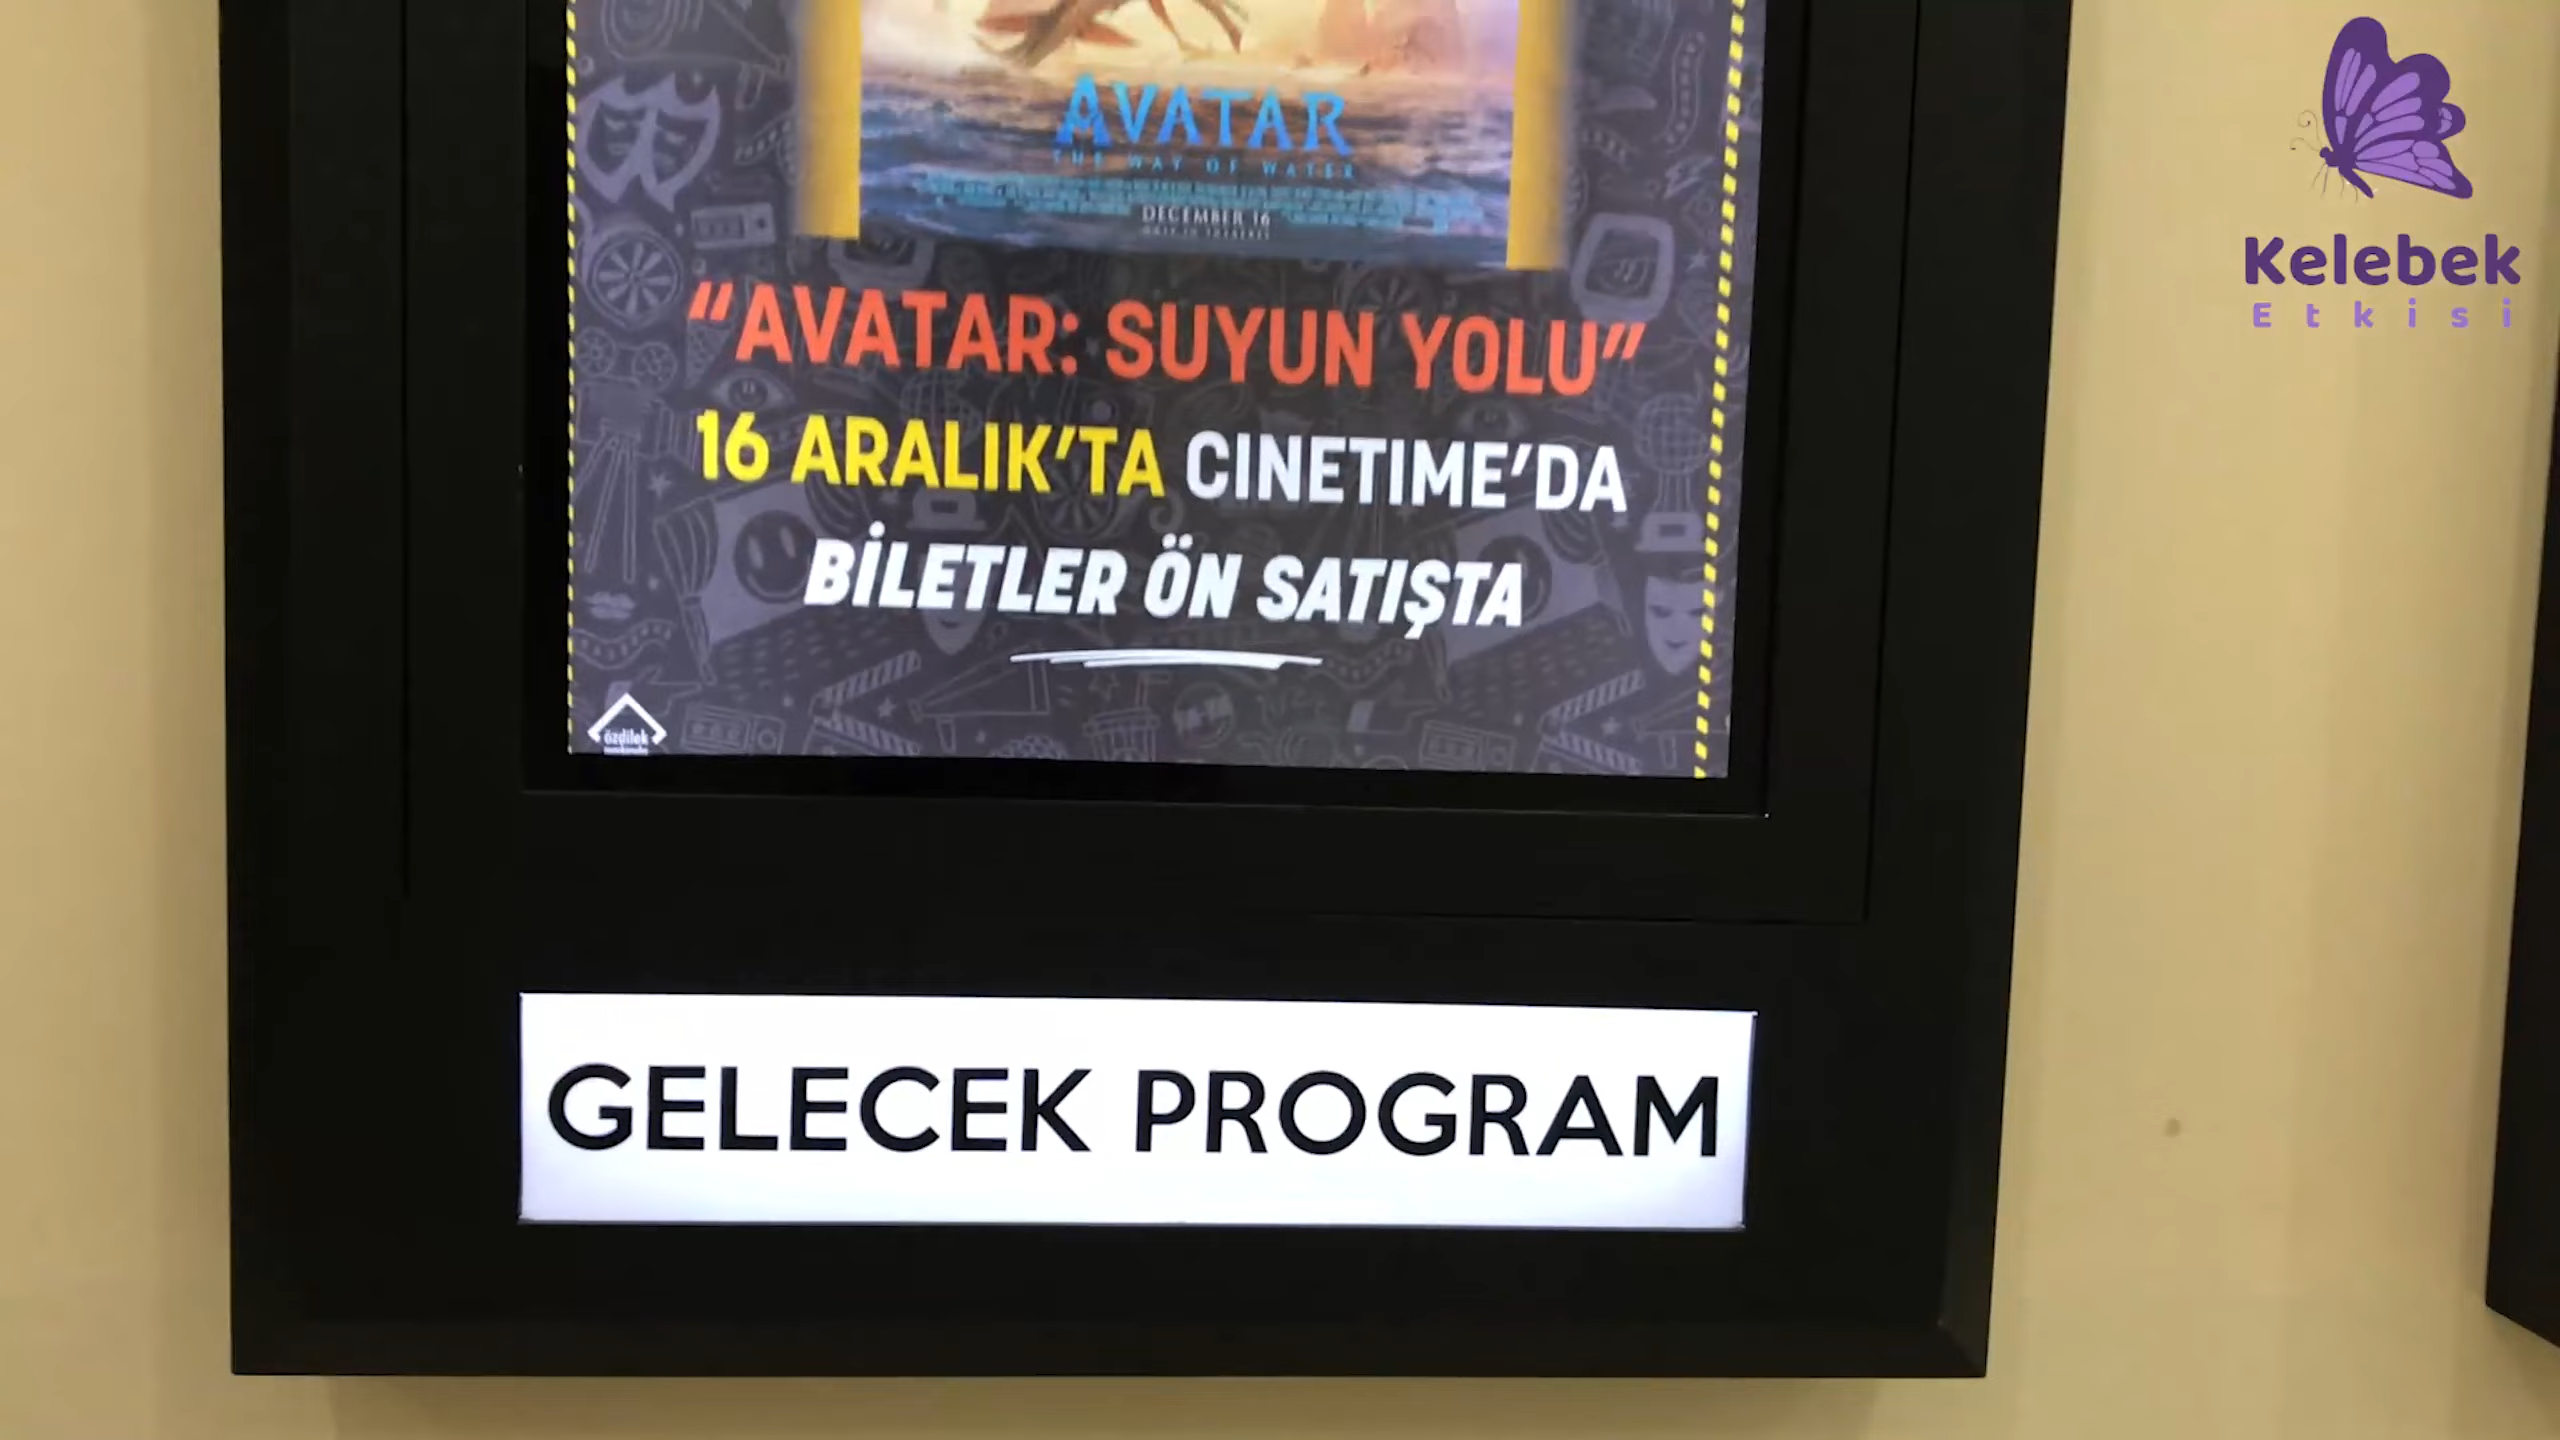 AVATAR
THE WAY OF WATER
DECEMBER 16
"AVATAR: SUYUN YOLU"
16 ARALIK'TA CINETIME'DA
BİLETLER ÖN SATIŞTA
özdilek
GELECEK PROGRAM
Kelebek
Etkisi